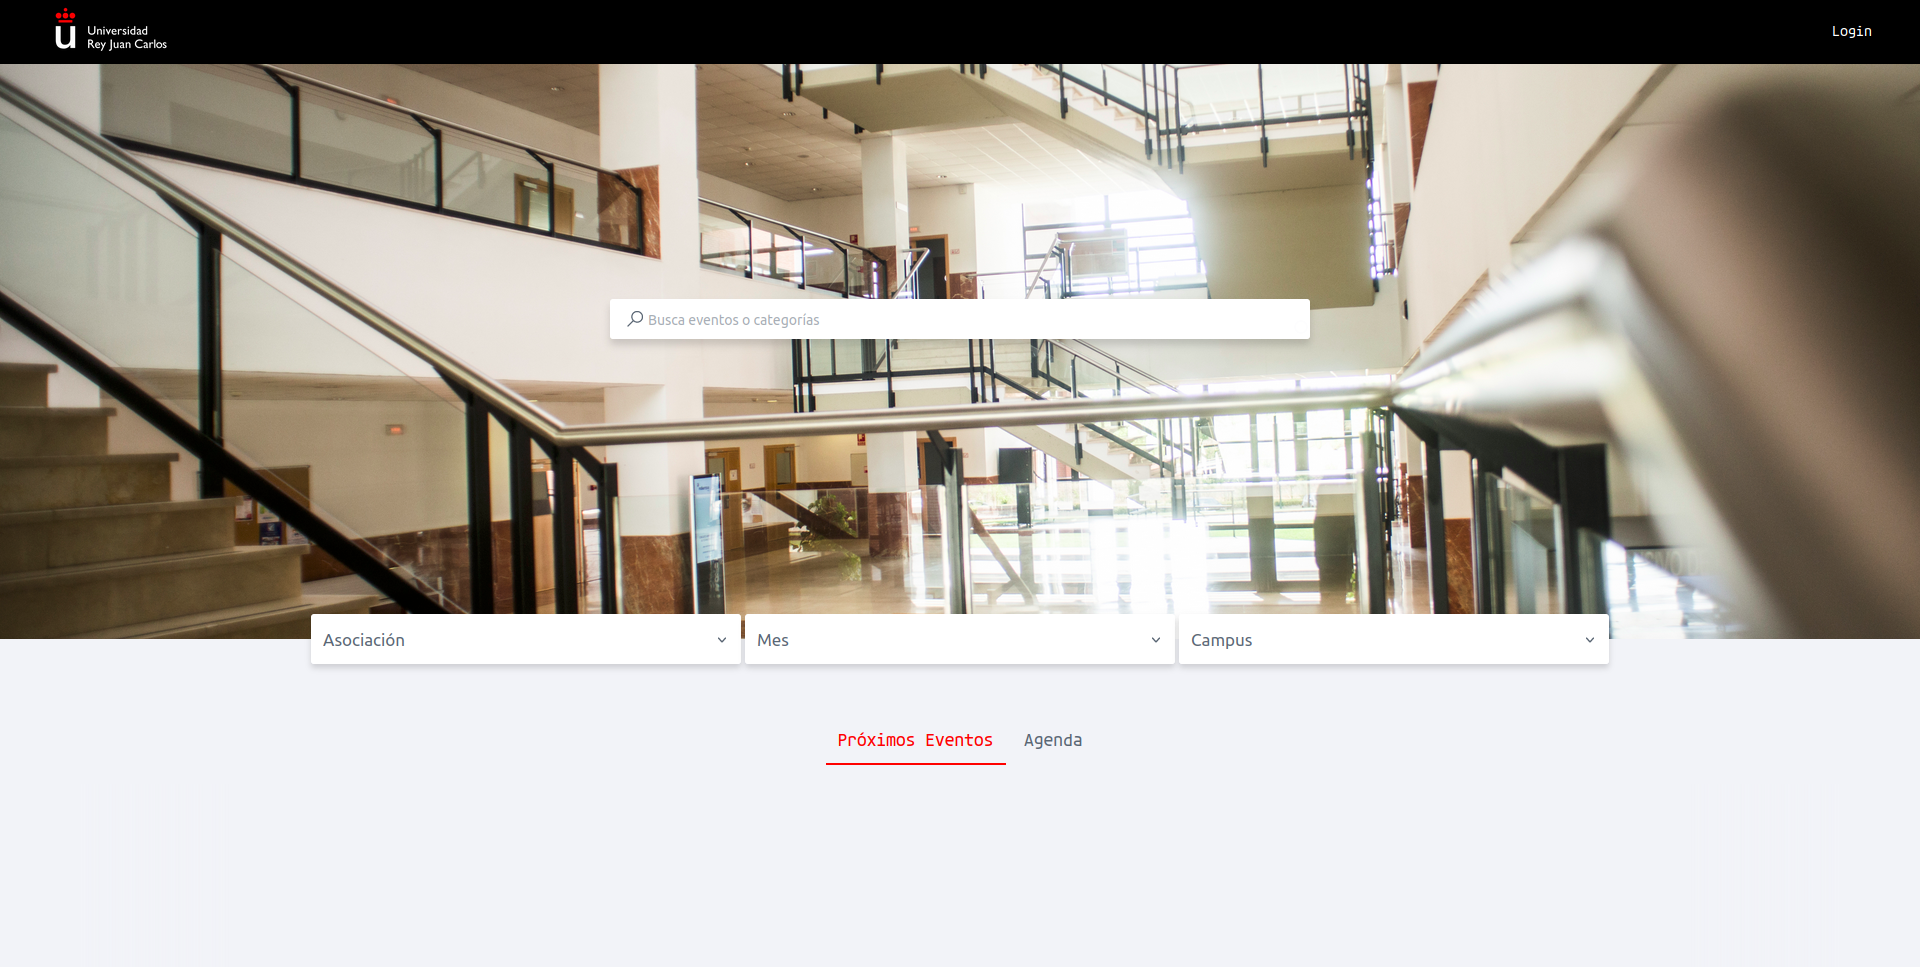 Universidad
Rey Juan Carlos
Login
Busca eventos o categorías
Asociación
Mes
Campus
Próximos Eventos
Agenda